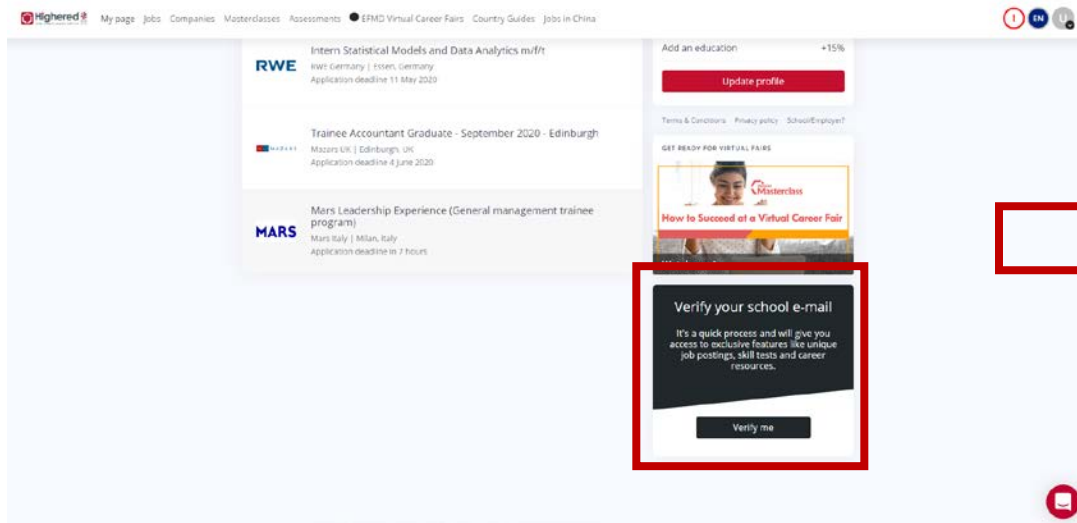 Highered
My page Jobs Companies Masterclasses Assessments EFMD Virtual Career Fairs Country Guides Jobs in China
! EN U
RWE
Intern Statistical Models and Data Analytics m/f/t
RWE Germany | Essen, Germany
Application deadline 11 May 2020
MAZARS
Trainee Accountant Graduate - September 2020 - Edinburgh
Mazars UK | Edinburgh, UK
Application deadline 4 June 2020
MARS
Mars Leadership Experience (General management trainee
program)
Mars Italy | Milan, Italy
Application deadline in 7 hours
Add an education +15%
Update profile
Terms & Conditions Privacy policy School/Employer?
GET READY FOR VIRTUAL FAIRS
Masterclass
How to Succeed at a Virtual Career Fair
Verify your school e-mail
It's a quick process and will give you
access to exclusive features like unique
job postings, skill tests and career
resources.
Verify me